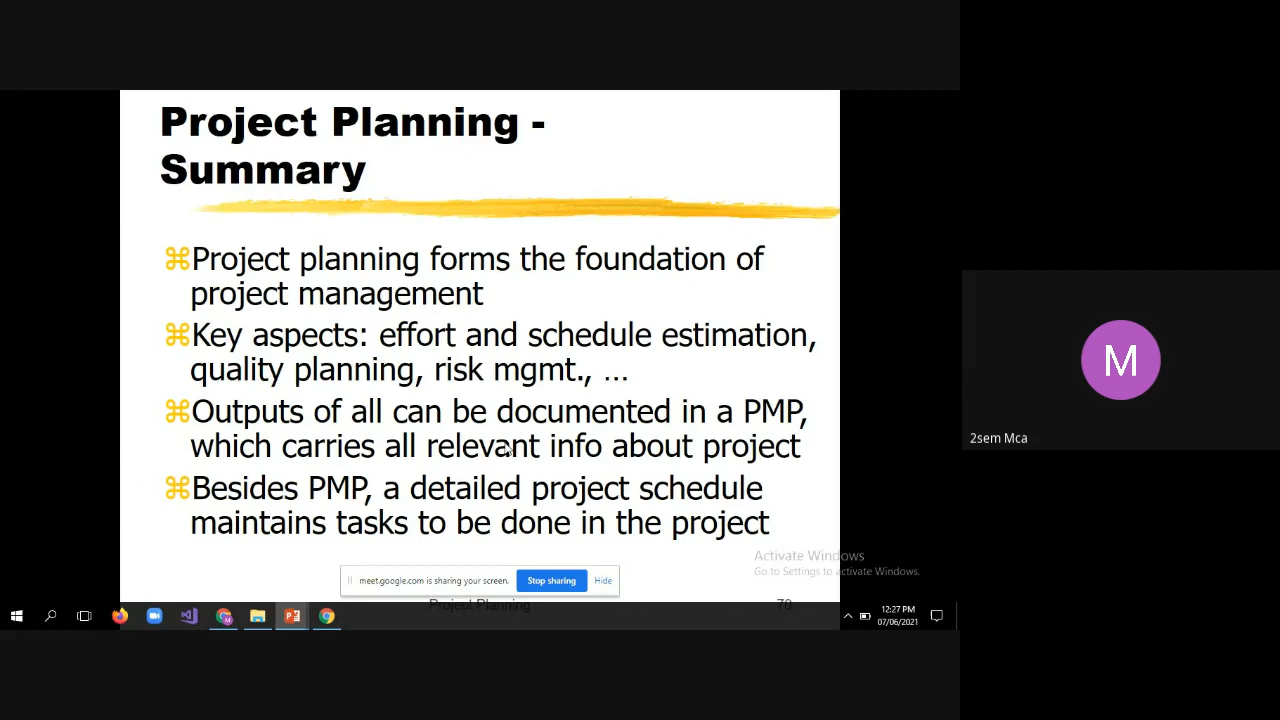 Project Planning -
Summary
⌘Project planning forms the foundation of
project management
⌘Key aspects: effort and schedule estimation,
quality planning, risk mgmt., …
⌘Outputs of all can be documented in a PMP,
which carries all relevant info about project
⌘Besides PMP, a detailed project schedule
maintains tasks to be done in the project
M
2sem Mca
Activate Windows
Go to Settings to activate Windows.
meet.google.com is sharing your screen.
Stop sharing
Hide
Project Planning
70
12:27 PM
07/06/2021